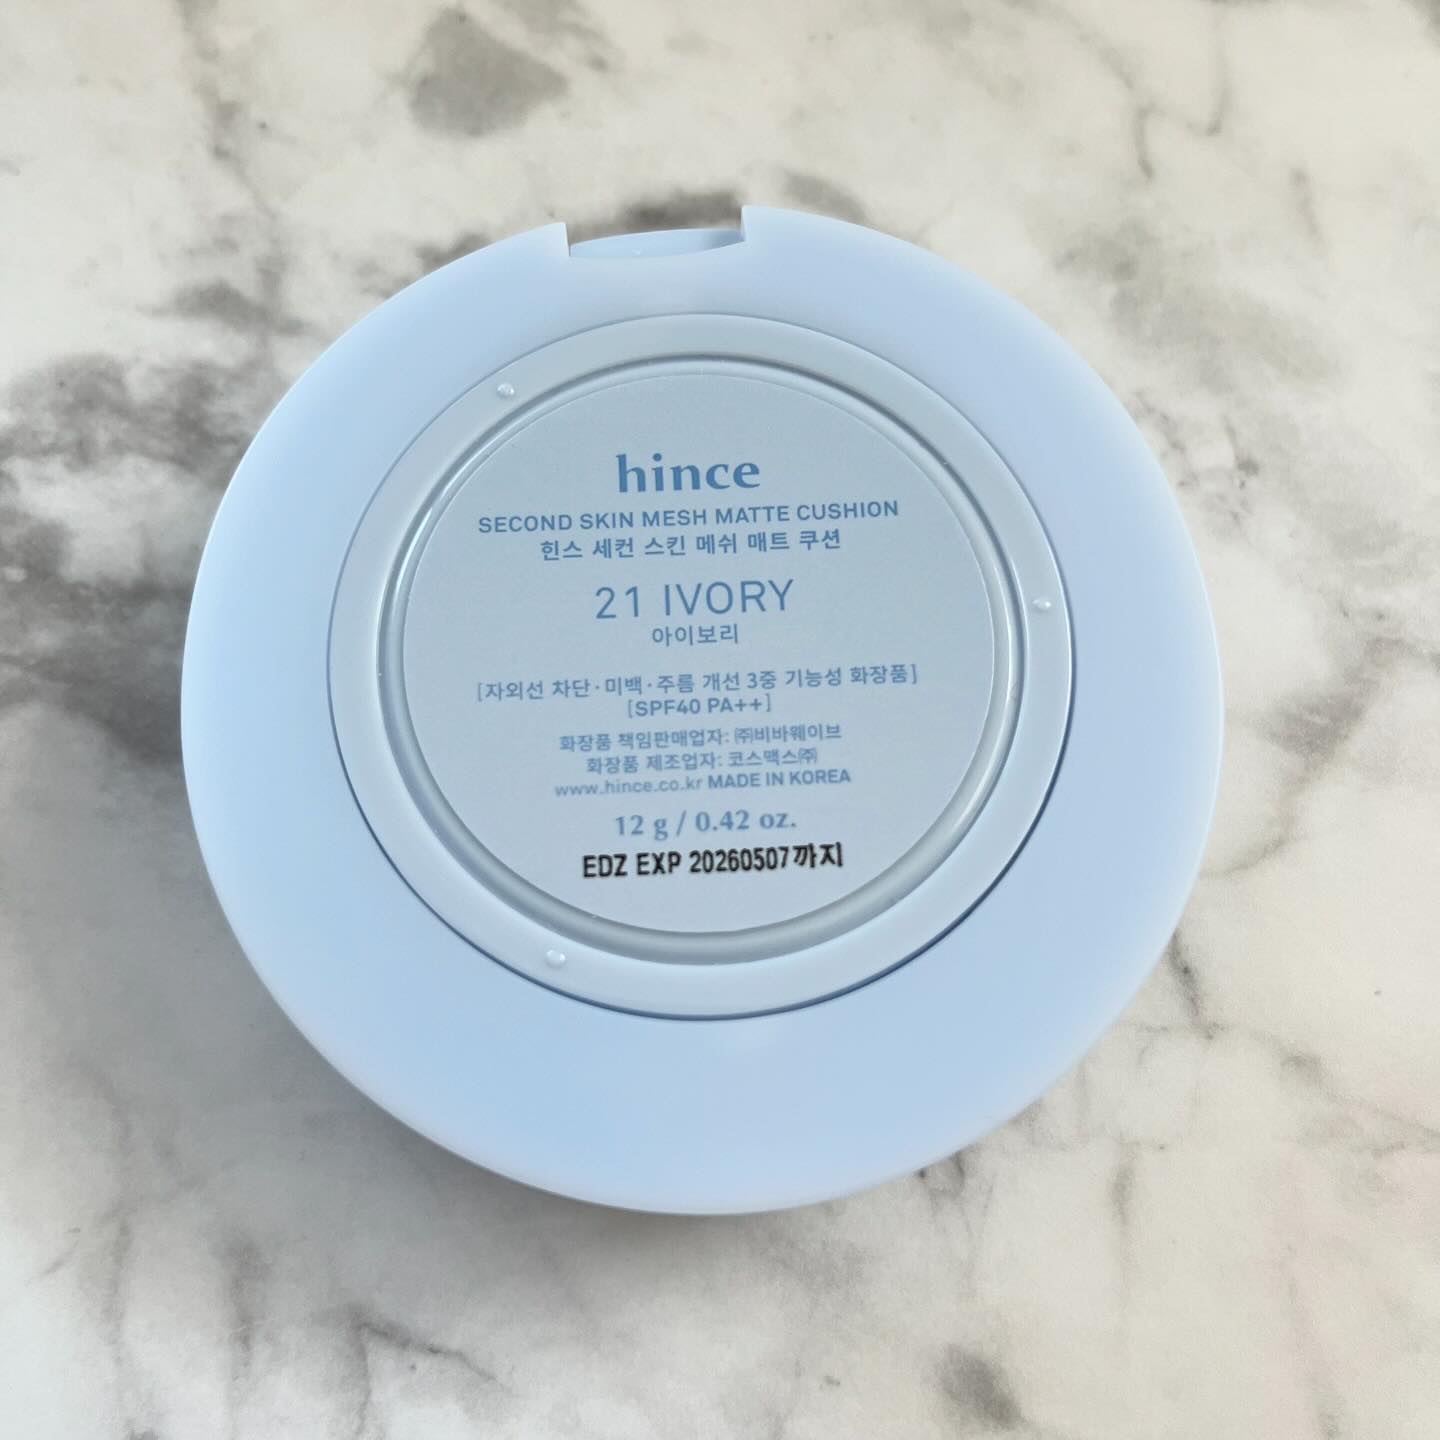 hince
SECOND SKIN MESH MATTE CUSHION
힌스 세컨 스킨 메쉬 매트 쿠션
21 IVORY
아이보리
[자외선 차단·미백·주름 개선 3중 기능성 화장품]
[SPF40 PA++]
화장품 책임판매업자: ㈜비바웨이브
화장품 제조업자: 코스맥스㈜
www.hince.co.kr MADE IN KOREA
12 g / 0.42 oz.
EDZ EXP 20260507까지